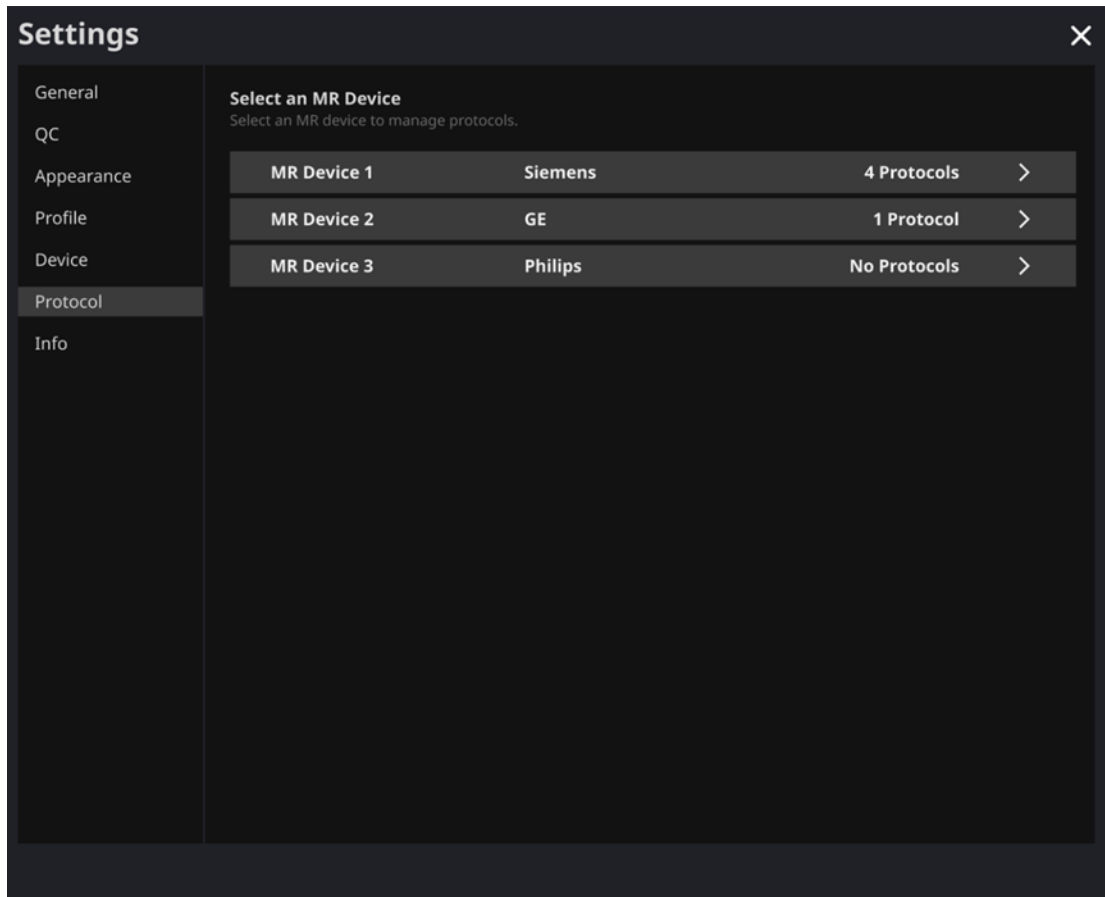 Settings
General
QC
Appearance
Profile
Device
Protocol
Info
Select an MR Device
Select an MR device to manage protocols.
MR Device 1 Siemens 4 Protocols
MR Device 2 GE 1 Protocol
MR Device 3 Philips No Protocols